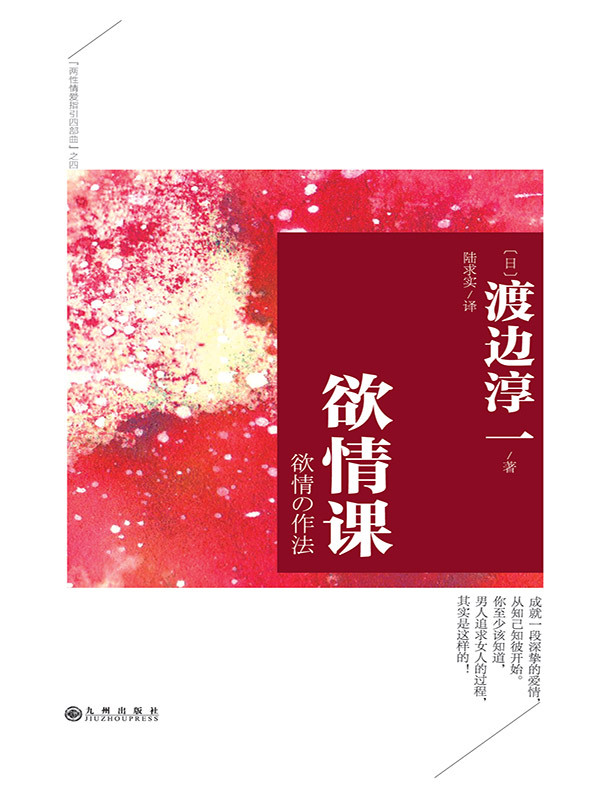 『两性情爱指引四部曲』之四
〔日〕渡边淳一/著
陆求实/译
欲情课
欲情の作法
成就一段深挚的爱情，
从知己知彼开始。
你至少该知道，
男人追求女人的过程，
其实是这样的！
九州出版社
JIUZHOUPRESS